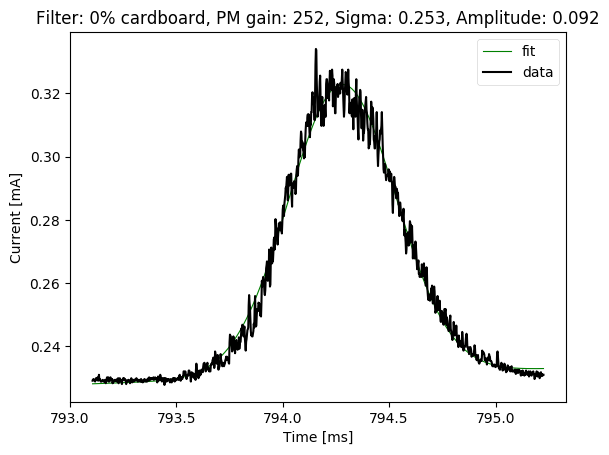 Filter: 0% cardboard, PM gain: 252, Sigma: 0.253, Amplitude: 0.092
fit
data
0.32
0.30
0.28
0.26
0.24
Current [mA]
793.0 793.5 794.0 794.5 795.0
Time [ms]